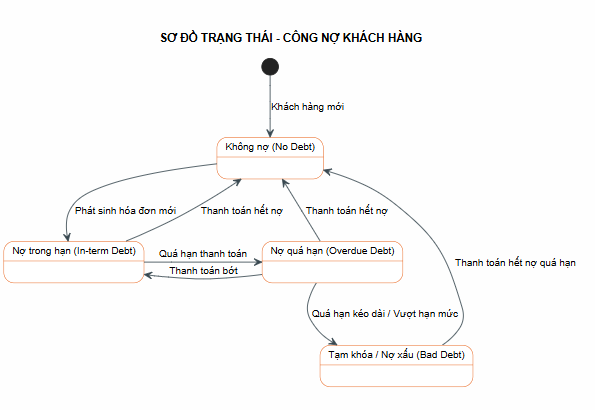 SƠ ĐỒ TRẠNG THÁI - CÔNG NỢ KHÁCH HÀNG
Khách hàng mới
Không nợ (No Debt)
Phát sinh hóa đơn mới
Thanh toán hết nợ
Thanh toán hết nợ
Nợ trong hạn (In-term Debt)
Quá hạn thanh toán
Thanh toán bớt
Nợ quá hạn (Overdue Debt)
Thanh toán hết nợ quá hạn
Quá hạn kéo dài / Vượt hạn mức
Tạm khóa / Nợ xấu (Bad Debt)